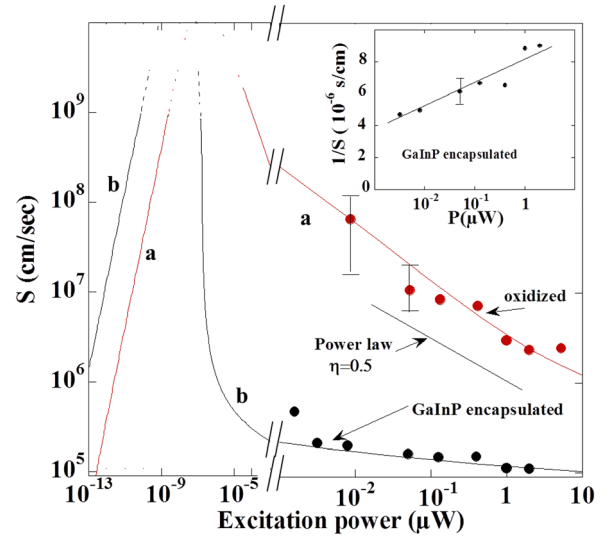 S (cm/sec)
10⁹
10⁸
10⁷
10⁶
10⁵
10⁻¹³
10⁻⁹
10⁻⁵
10⁻²
10⁻¹
1
10
Excitation power (μW)
b
a
a
b
oxidized
Power law
η=0.5
GaInP encapsulated
1/S ( 10⁻⁶ s/cm)
8
6
4
2
0
GaInP encapsulated
10⁻²
10⁻¹
1
P(μW)